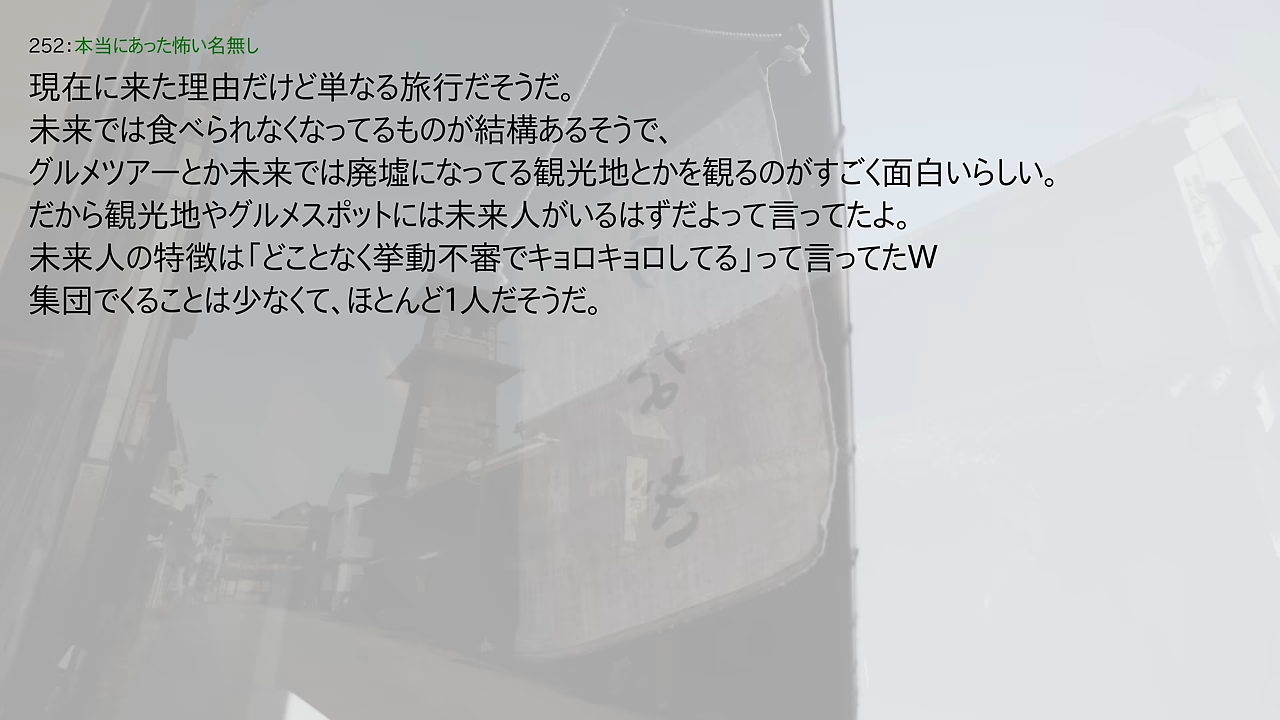 252:本当にあった怖い名無し
現在に来た理由だけど単なる旅行だそうだ。
未来では食べられなくなってるものが結構あるそうで、
グルメツアーとか未来では廃墟になってる観光地とかを観るのがすごく面白いらしい。
だから観光地やグルメスポットには未来人がいるはずだよって言ってたよ。
未来人の特徴は「どことなく挙動不審でキョロキョロしてる」って言ってたW
集団でくることは少なくて、ほとんど1人だそうだ。